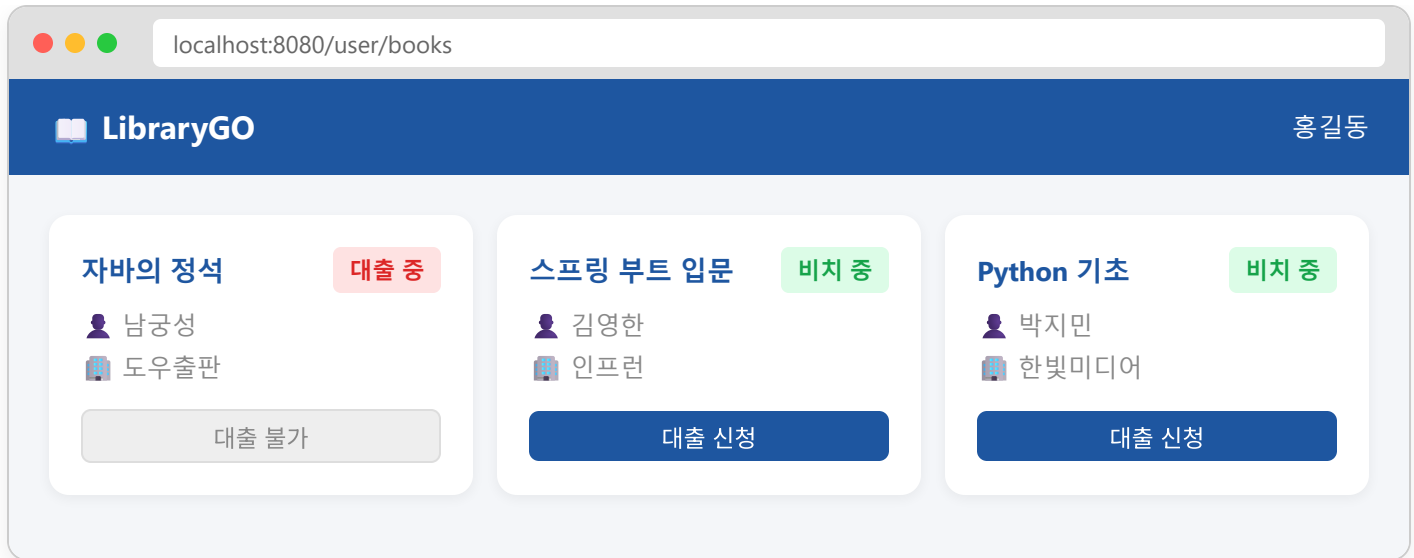 localhost:8080/user/books
LibraryGO
홍길동
자바의 정석
대출 중
남궁성
도우출판
대출 불가
스프링 부트 입문
비치 중
김영한
인프런
대출 신청
Python 기초
비치 중
박지민
한빛미디어
대출 신청